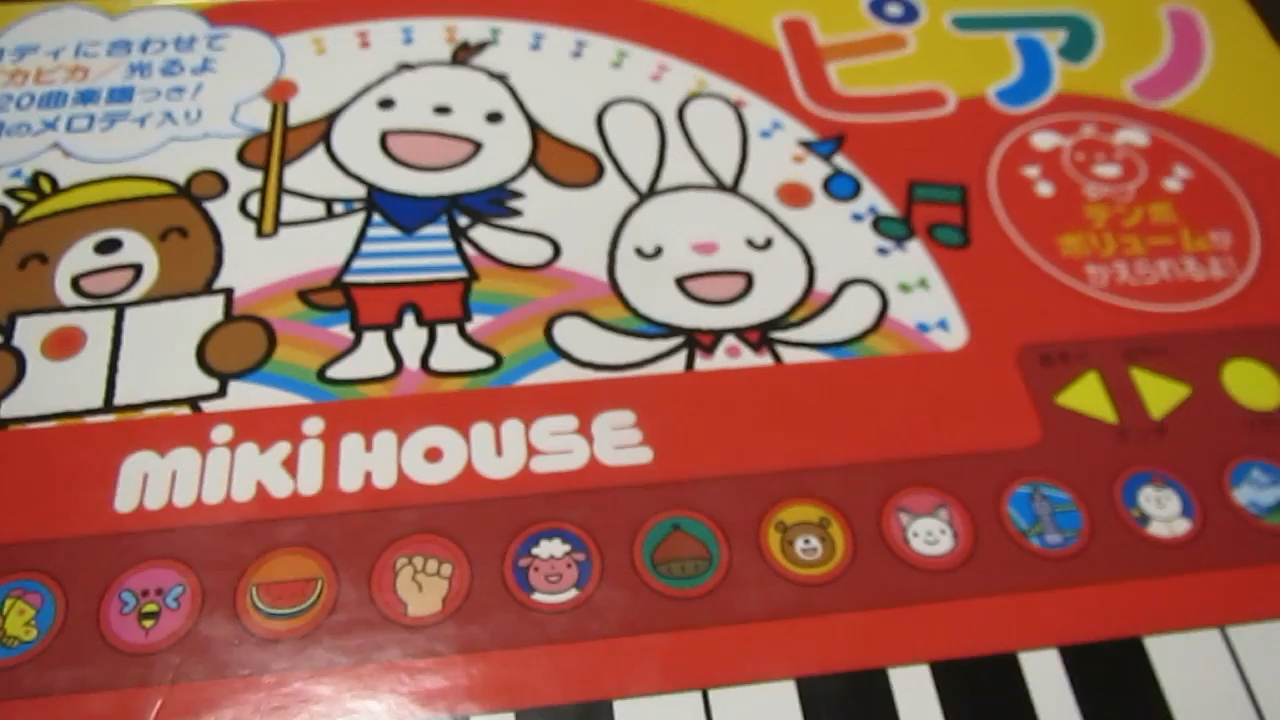 ロディに合わせて
カピカ 光るよ
20曲楽譜つき!
のメロディ入り
ピアノ
テンポ
ボリュームが
かえられるよ!
miki HOUSE